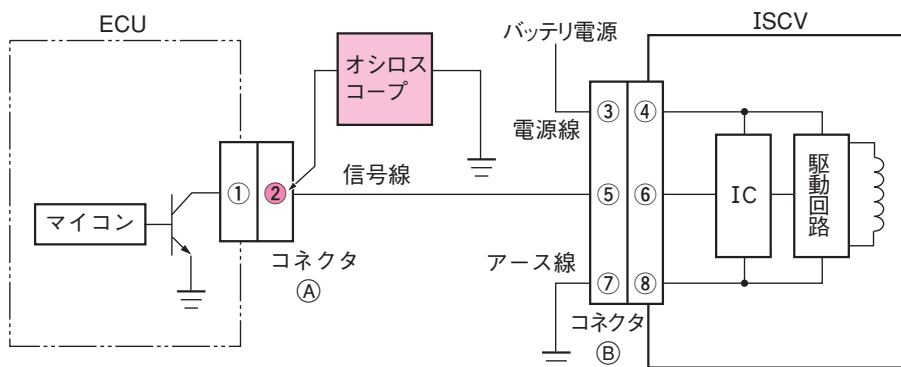 ECU
ISCV
バッテリ電源
オシロス
コープ
③
④
電源線
①
②
信号線
⑤
⑥
IC
駆動回路
マイコン
コネクタ
Ⓐ
アース線
⑦
⑧
コネクタ
Ⓑ